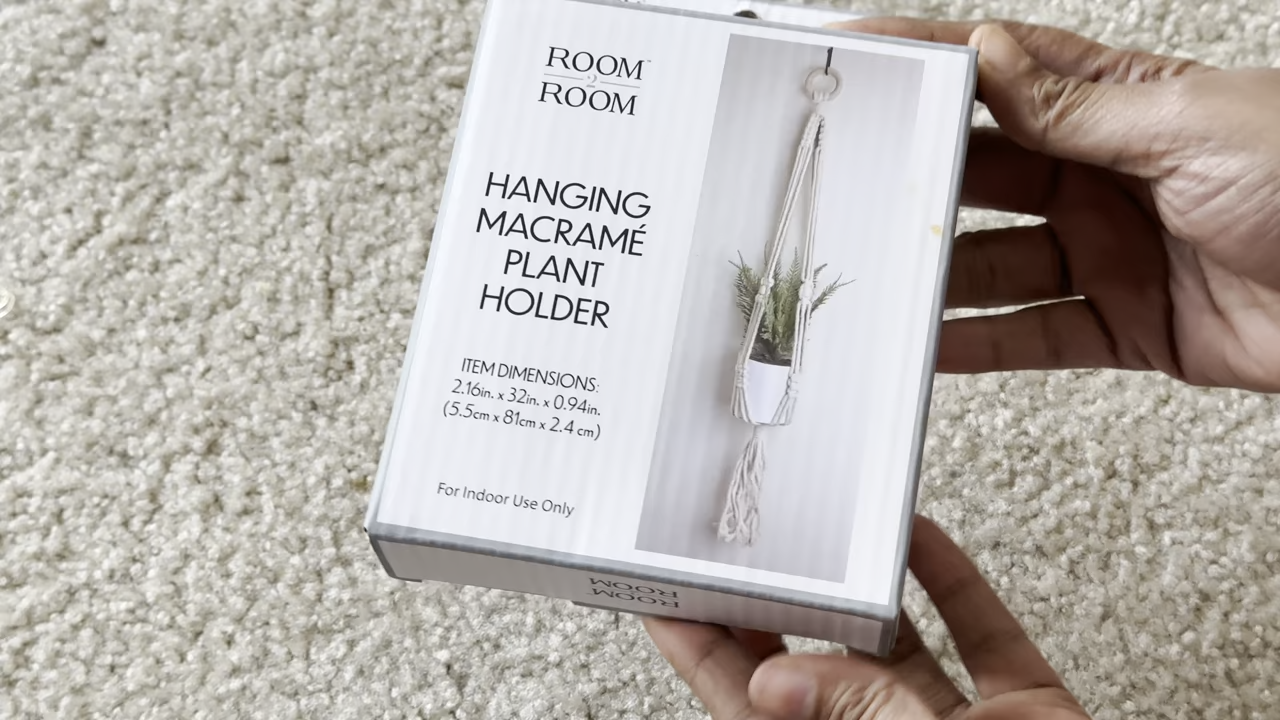 ROOM™
2
ROOM
HANGING
MACRAMÉ
PLANT
HOLDER
ITEM DIMENSIONS:
2.16in. x 32in. x 0.94in.
(5.5cm x 81cm x 2.4 cm)
For Indoor Use Only
ROOM
ROOM